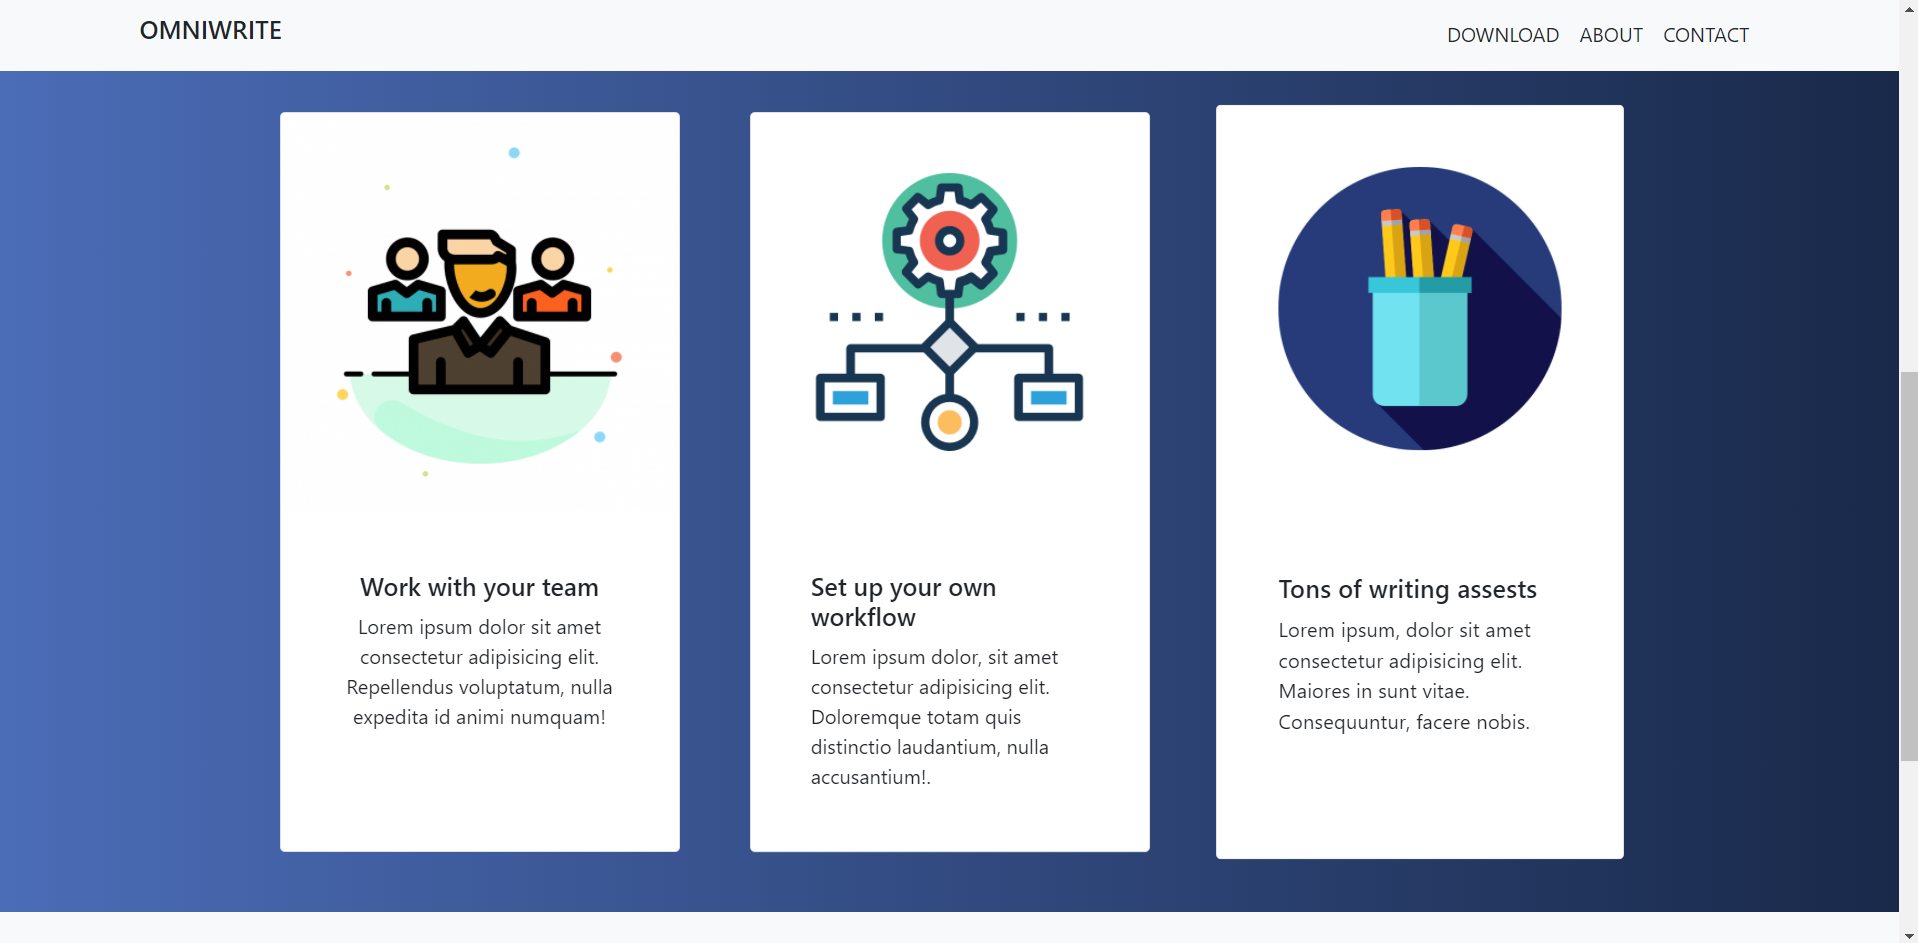 OMNIWRITE
DOWNLOAD ABOUT CONTACT
Work with your team
Lorem ipsum dolor sit amet
consectetur adipisicing elit.
Repellendus voluptatum, nulla
expedita id animi numquam!
Set up your own
workflow
Lorem ipsum dolor, sit amet
consectetur adipisicing elit.
Doloremque totam quis
distinctio laudantium, nulla
accusantium!.
Tons of writing assests
Lorem ipsum, dolor sit amet
consectetur adipisicing elit.
Maiores in sunt vitae.
Consequuntur, facere nobis.